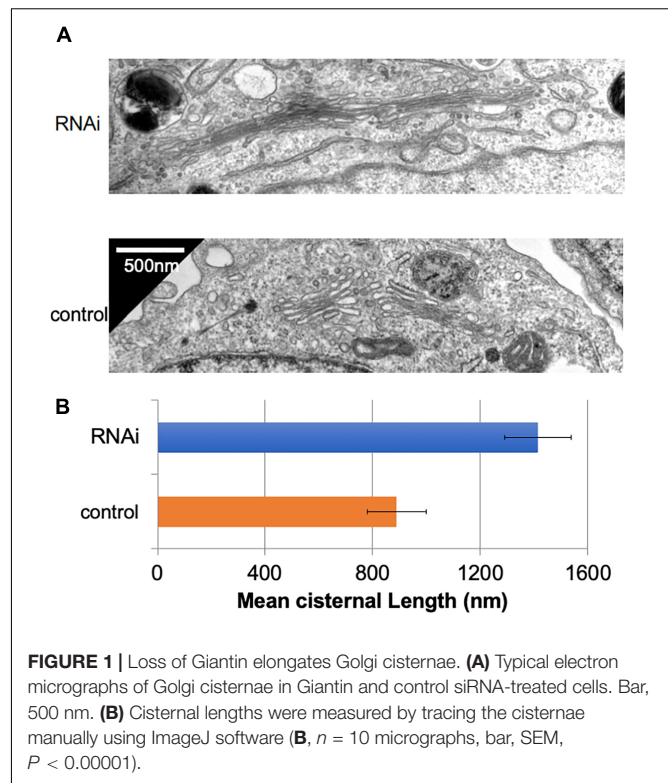 A
RNAi
500nm
control
B
RNAi
control
0 400 800 1200 1600
Mean cisternal Length (nm)
FIGURE 1 | Loss of Giantin elongates Golgi cisternae. (A) Typical electron
micrographs of Golgi cisternae in Giantin and control siRNA-treated cells. Bar,
500 nm. (B) Cisternal lengths were measured by tracing the cisternae
manually using ImageJ software (B, n = 10 micrographs, bar, SEM,
P < 0.00001).